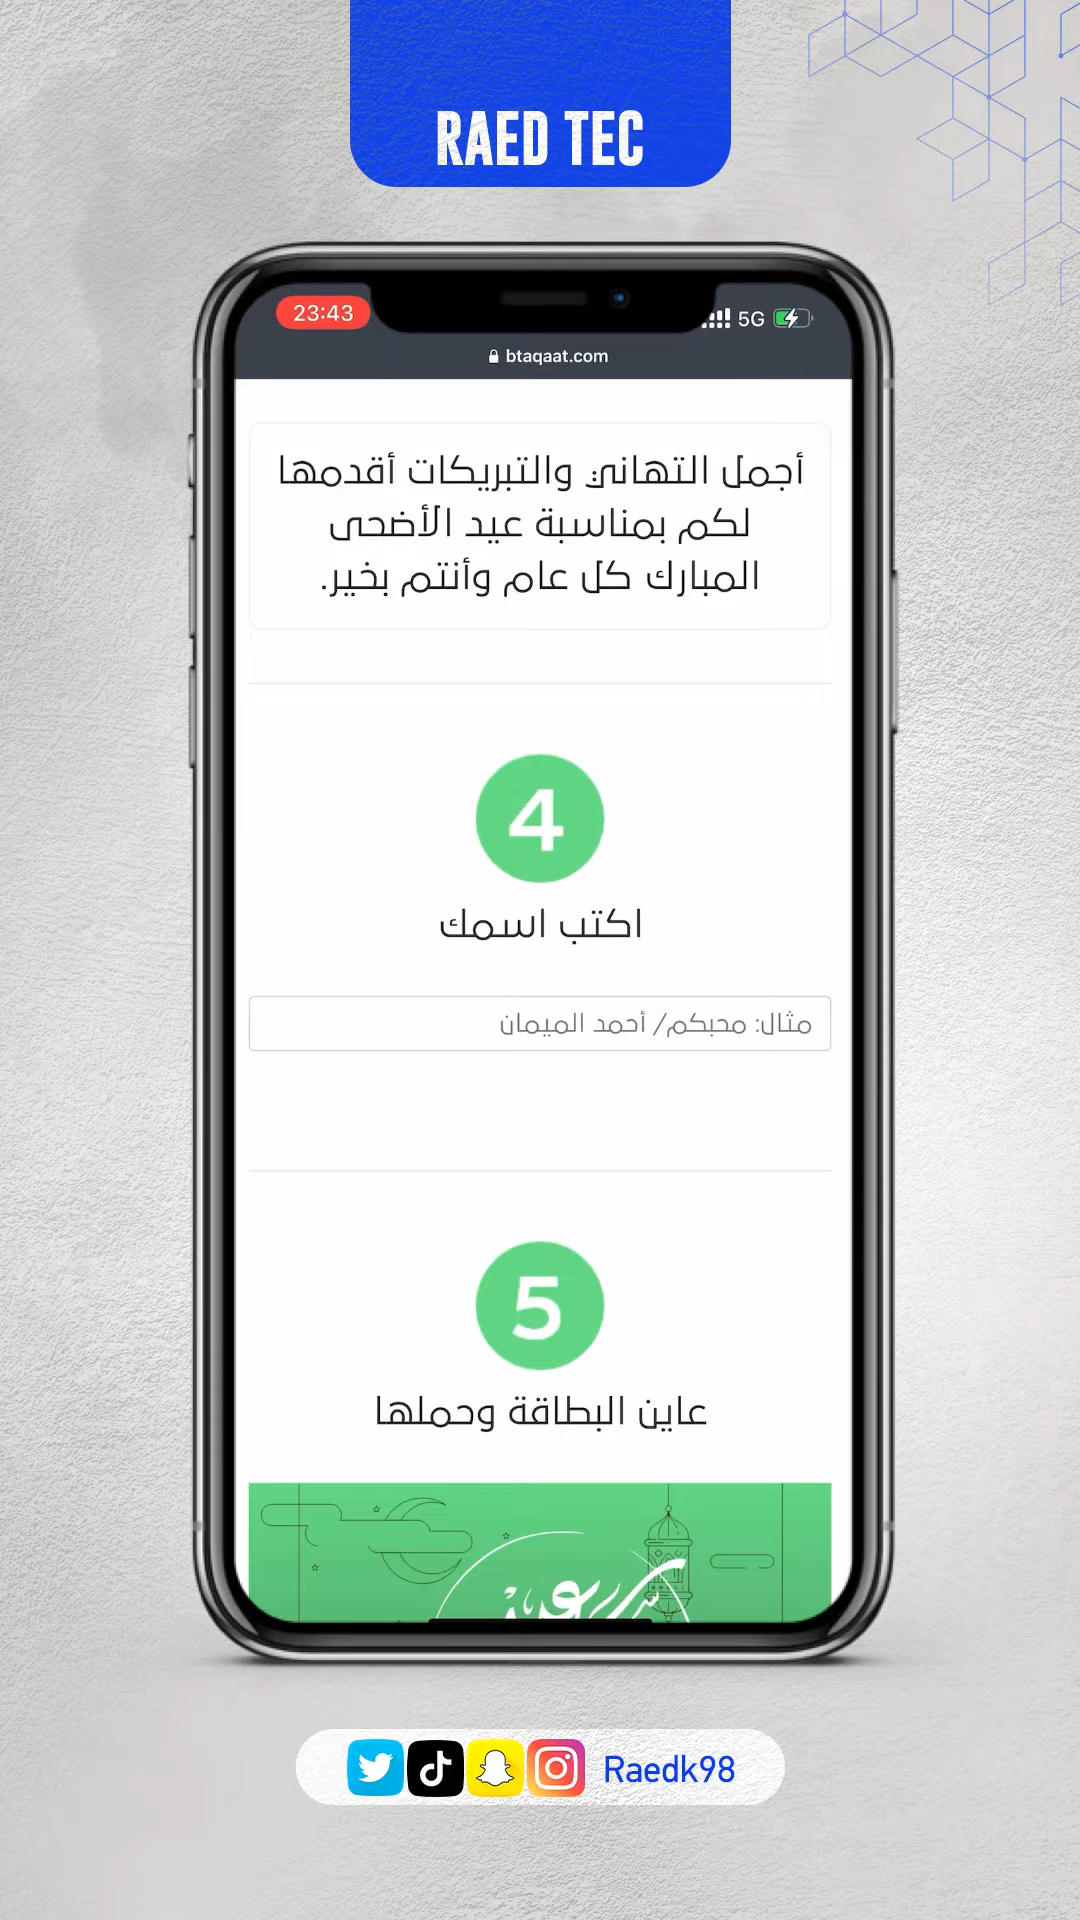 RAED TEC
23:43
5G
btaqaat.com
أجمل التهاني والتبريكات أقدمها
لكم بمناسبة عيد الأضحى
المبارك كل عام وأنتم بخير.
4
اكتب اسمك
مثال: محبكم/ أحمد الميمان
5
عاين البطاقة وحملها
Raedk98